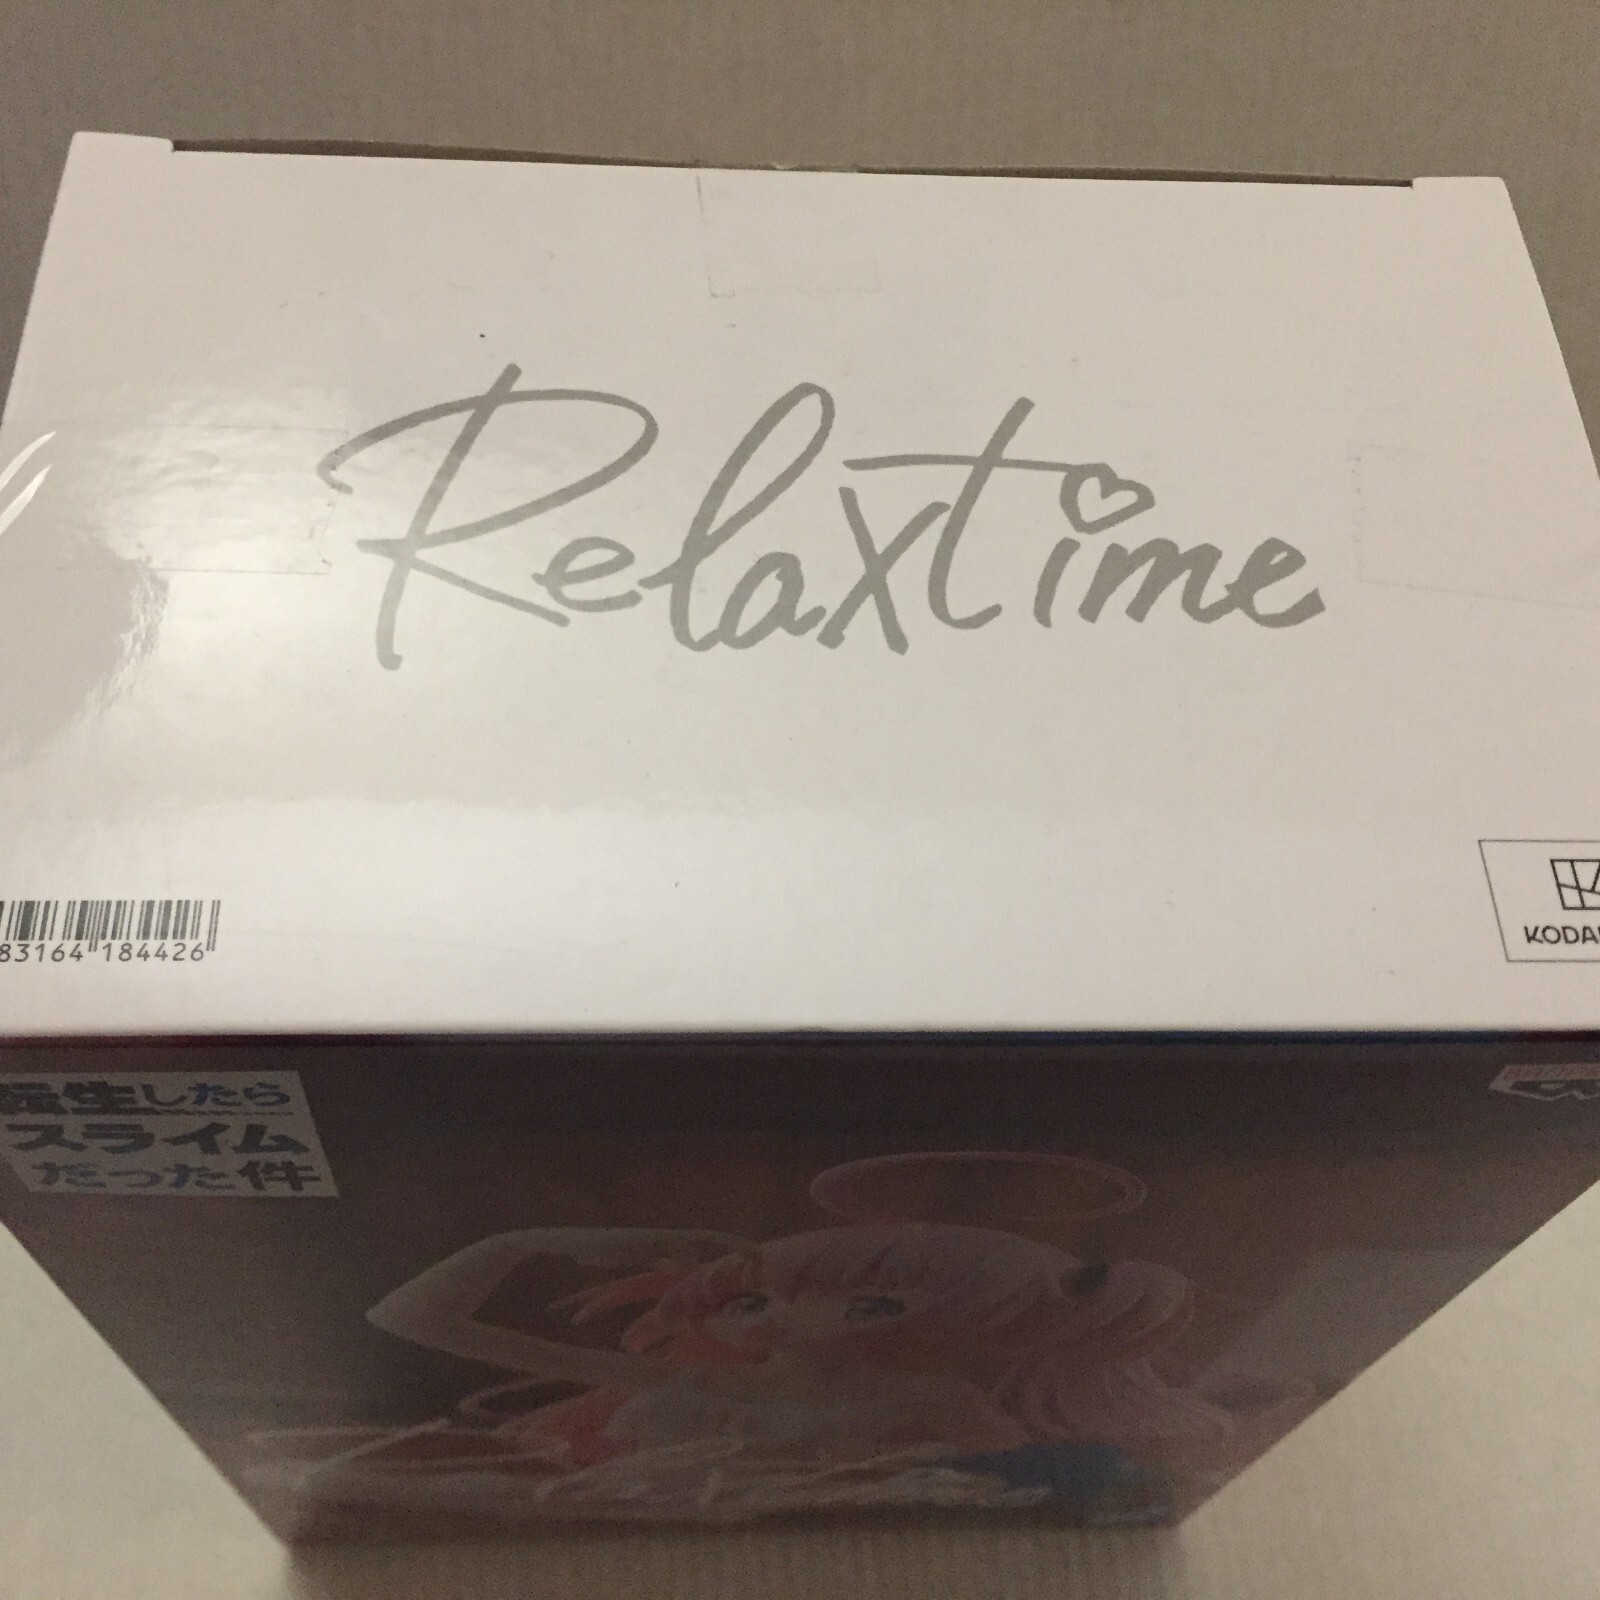 Relaxtime
83164 184426
KODA
転生したら
スライム
だった件